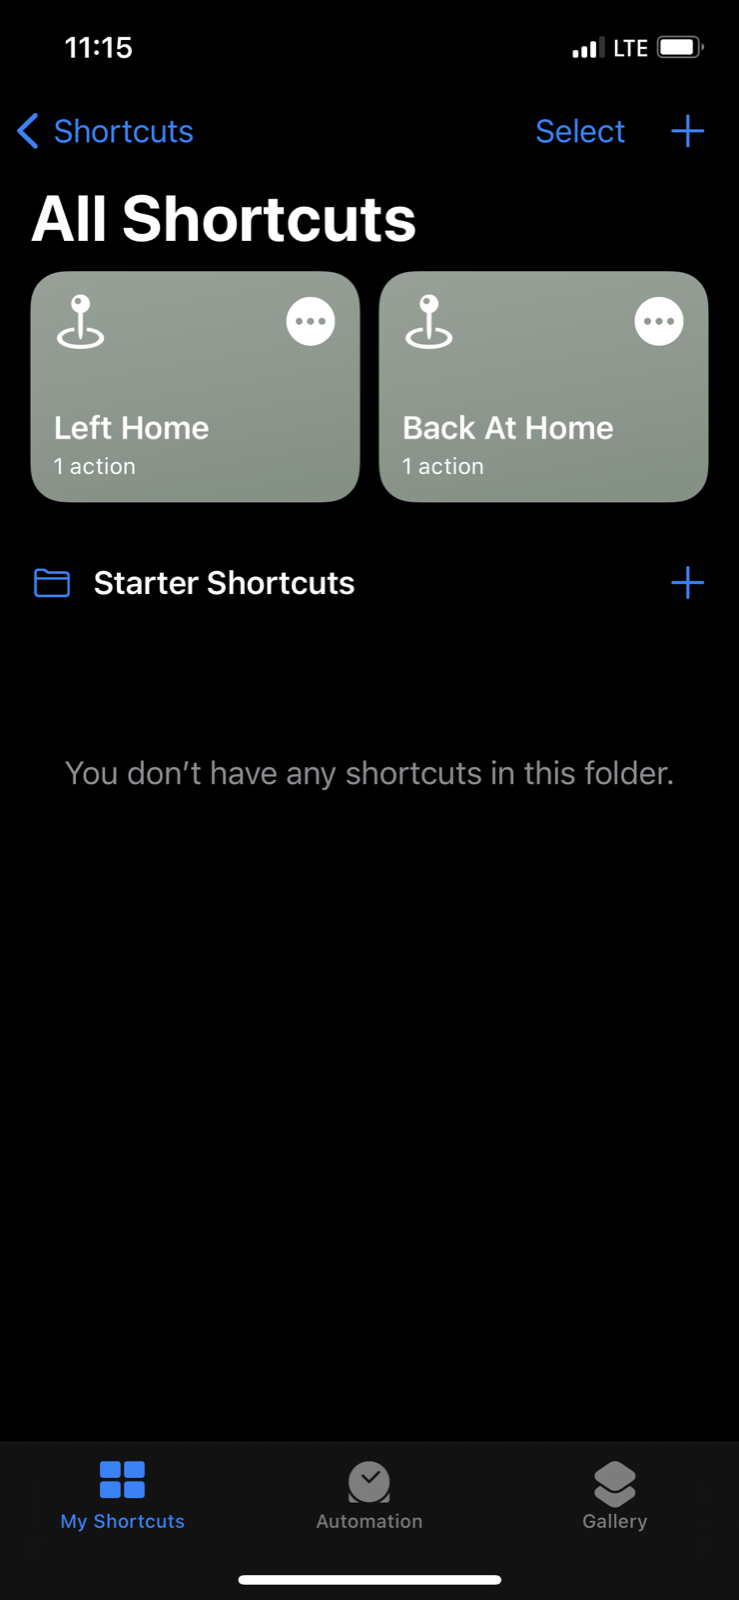 11:15 LTE
Shortcuts Select
All Shortcuts
Left Home
1 action
Back At Home
1 action
Starter Shortcuts
You don’t have any shortcuts in this folder.
My Shortcuts Automation Gallery